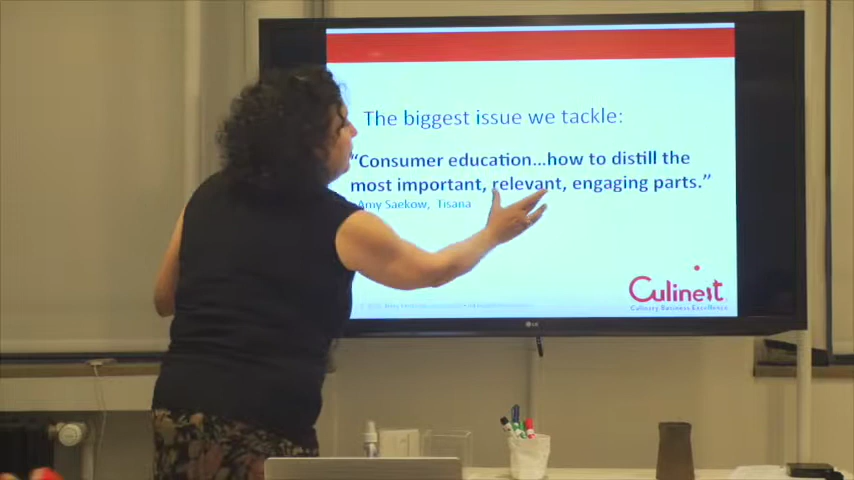 The biggest issue we tackle:
“Consumer education...how to distill the
most important, relevant, engaging parts.”
Amy Saekow, Tisana
Culinest
Culinary Business Excellence
LG